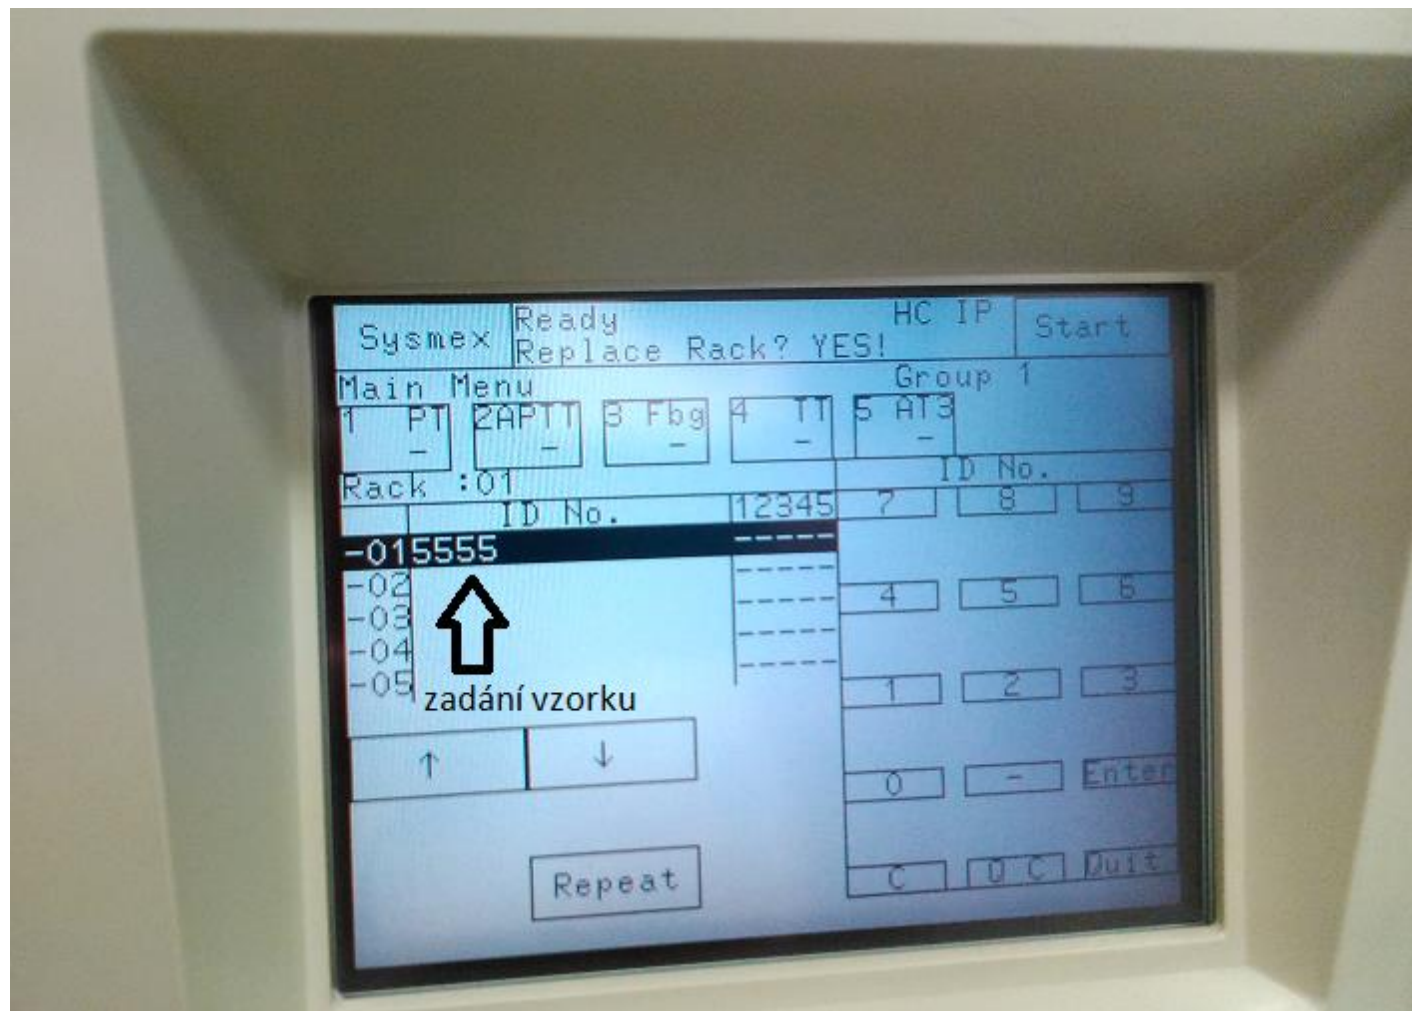 Sysmex
Ready HC IP
Replace Rack? YES!
Start
Main Menu Group 1
1 PT 2APTT 3 Fbg 4 TT 5 AT3
- - - - -
Rack :01
ID No. 12345
-015555 -----
-02 -----
-03 -----
-04 -----
-05 -----
zadání vzorku
↑ ↓
Repeat
ID No.
7 8 9
4 5 6
1 2 3
0 - Enter
C Q C Quit